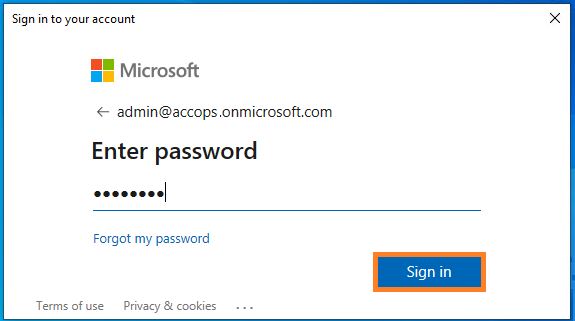 Sign in to your account
Microsoft
admin@accops.onmicrosoft.com
Enter password
••••••••
Forgot my password
Sign in
Terms of use Privacy & cookies ...